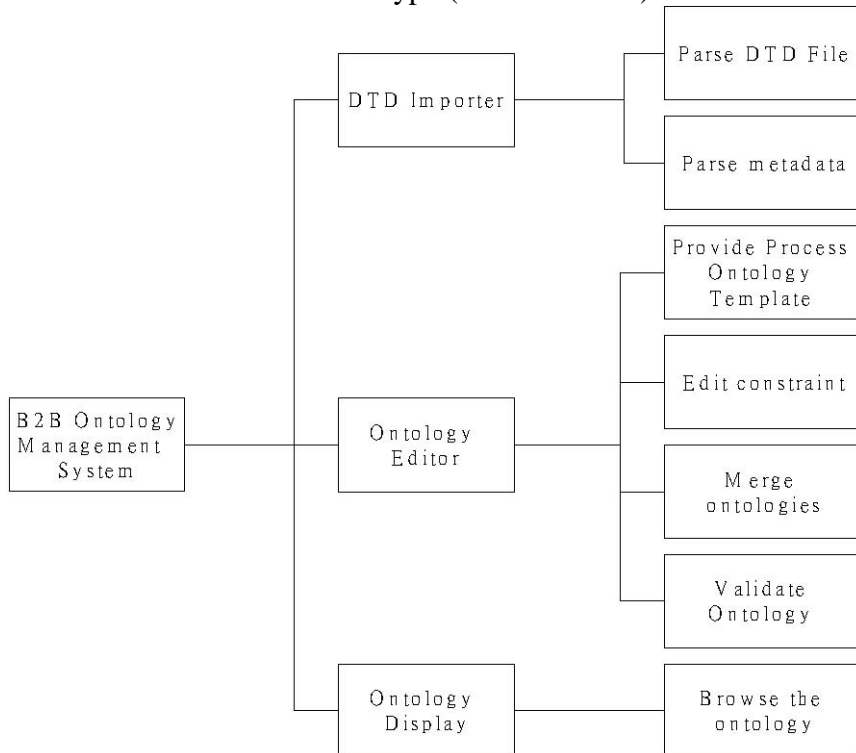 Parse DTD File
DTD Importer
Parse metadata
Provide Process
Ontology
Template
Edit constraint
B2B Ontology
Management
System
Ontology
Editor
Merge
ontologies
Validate
Ontology
Ontology
Display
Browse the
ontology